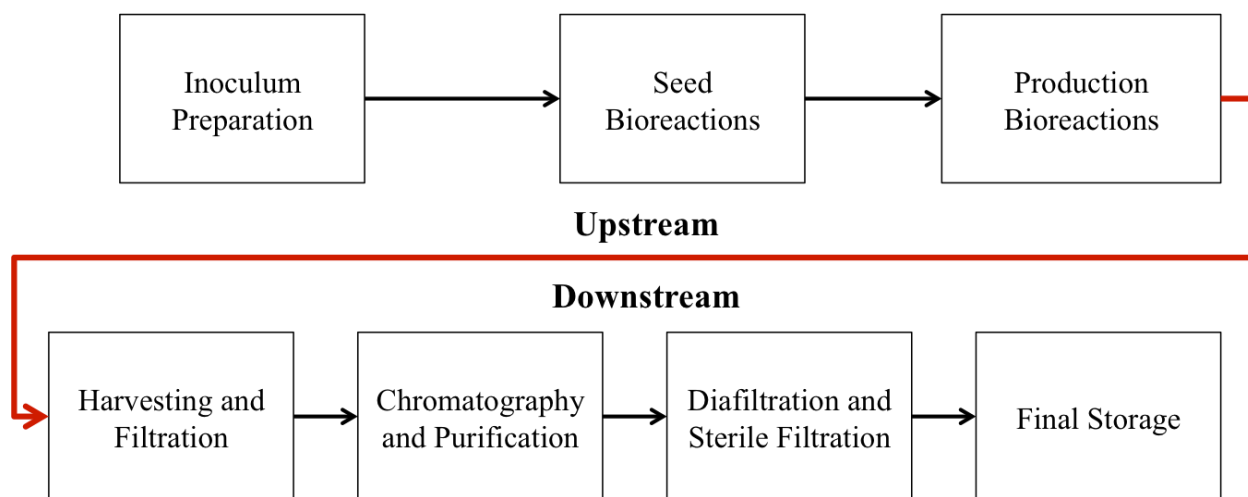 Inoculum
Preparation
Seed
Bioreactions
Production
Bioreactions
Upstream
Downstream
Harvesting and
Filtration
Chromatography
and Purification
Diafiltration and
Sterile Filtration
Final Storage